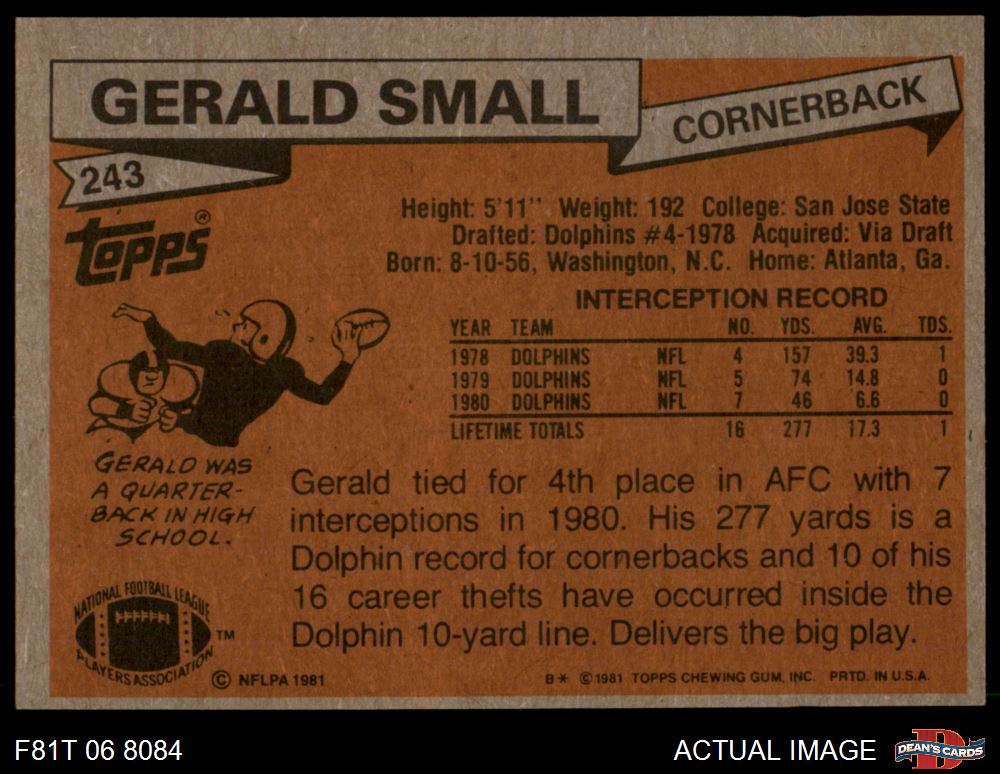 GERALD SMALL
CORNERBACK
243
TOPPS®
Height: 5'11'' Weight: 192 College: San Jose State
Drafted: Dolphins #4-1978 Acquired: Via Draft
Born: 8-10-56, Washington, N.C. Home: Atlanta, Ga.
INTERCEPTION RECORD
YEAR TEAM NO. YDS. AVG. TDS.
1978 DOLPHINS NFL 4 157 39.3 1
1979 DOLPHINS NFL 5 74 14.8 0
1980 DOLPHINS NFL 7 46 6.6 0
LIFETIME TOTALS 16 277 17.3 1
GERALD WAS
A QUARTER-
BACK IN HIGH
SCHOOL.
Gerald tied for 4th place in AFC with 7
interceptions in 1980. His 277 yards is a
Dolphin record for cornerbacks and 10 of his
16 career thefts have occurred inside the
Dolphin 10-yard line. Delivers the big play.
NATIONAL FOOTBALL LEAGUE
PLAYERS ASSOCIATION
™
© NFLPA 1981
B* ©1981 TOPPS CHEWING GUM, INC. PRTD. IN U.S.A.
F81T 06 8084
ACTUAL IMAGE
DEAN'S CARDS